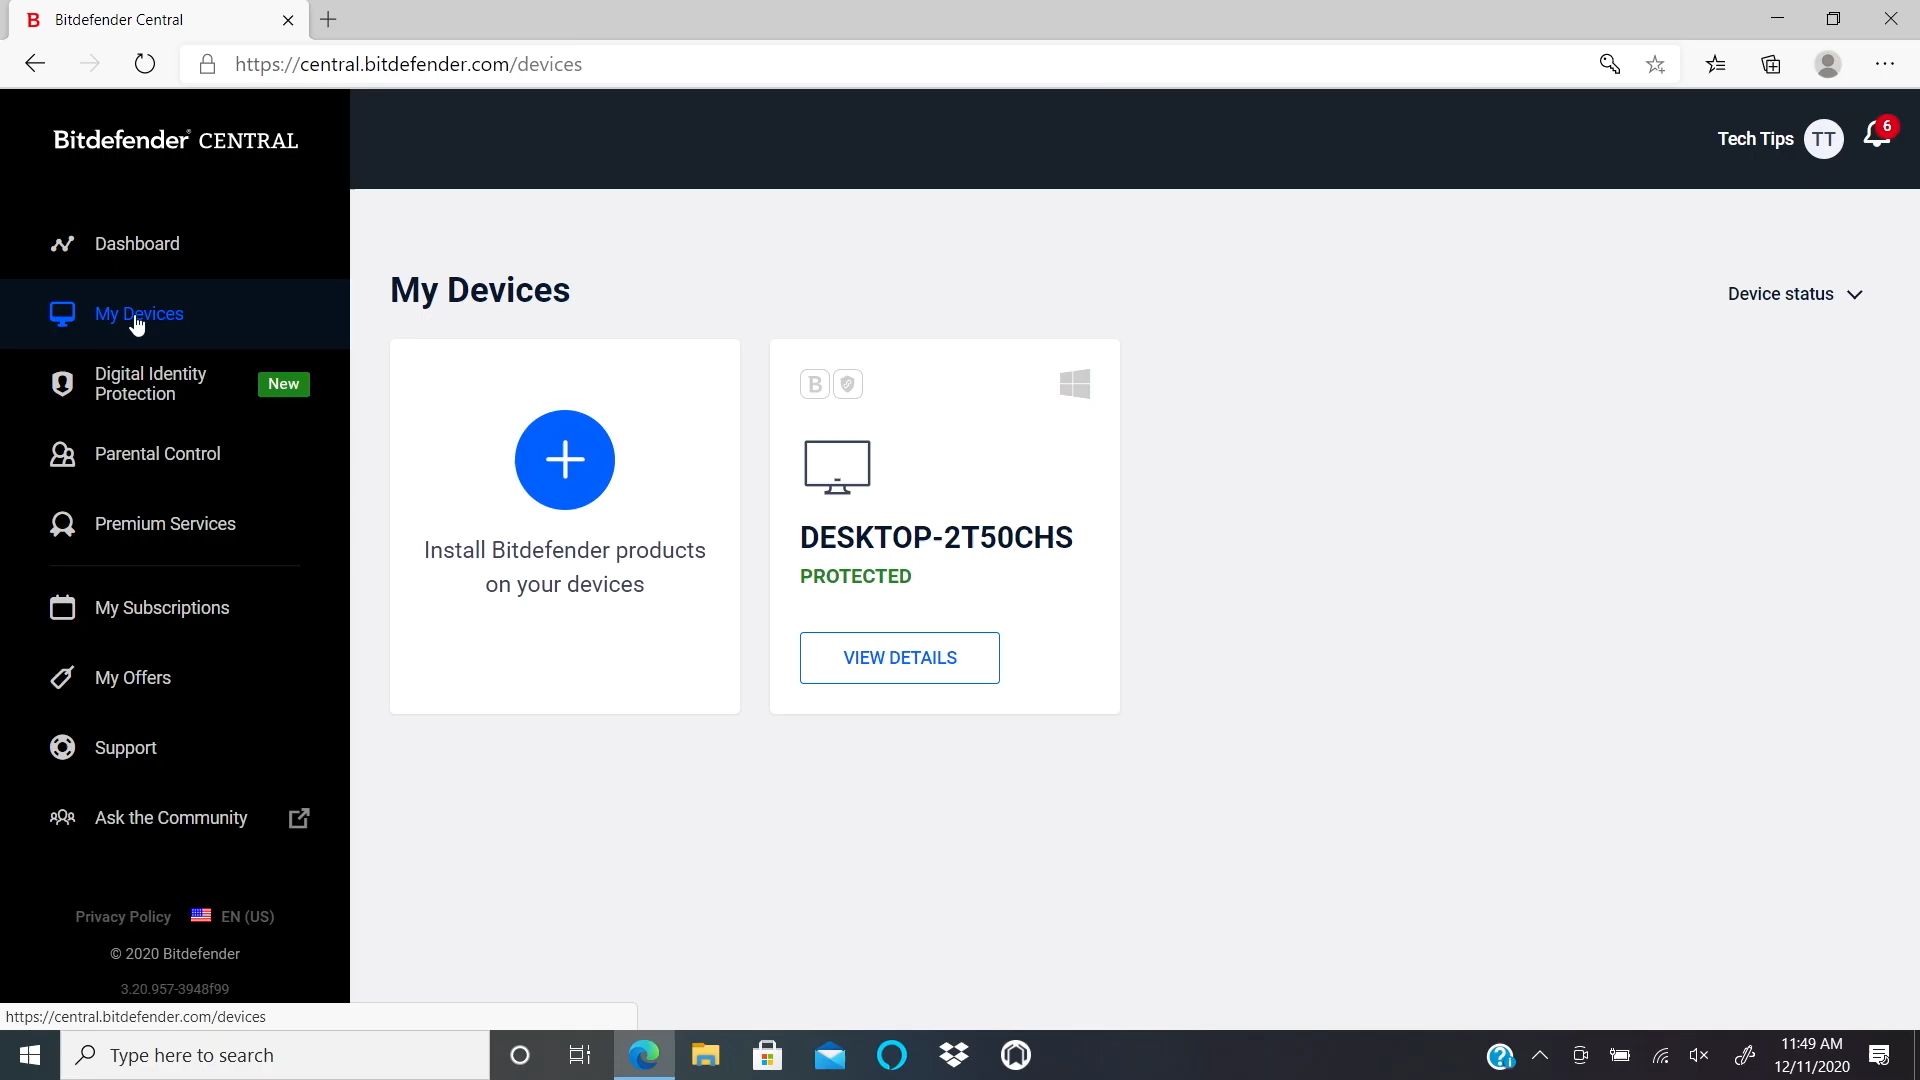 Bitdefender Central
https://central.bitdefender.com/devices
Bitdefender® CENTRAL
Tech Tips TT 6
Dashboard
My Devices
Digital Identity
Protection
New
Parental Control
Premium Services
My Subscriptions
My Offers
Support
Ask the Community
Privacy Policy EN (US)
© 2020 Bitdefender
3.20.957-3948f99
My Devices
Device status
Install Bitdefender products
on your devices
B
DESKTOP-2T50CHS
PROTECTED
VIEW DETAILS
https://central.bitdefender.com/devices
Type here to search
11:49 AM
12/11/2020